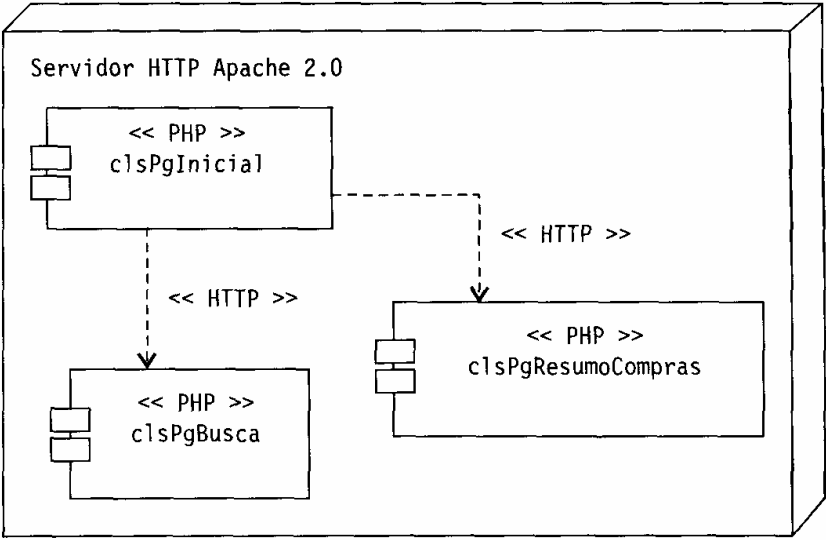 Servidor HTTP Apache 2.0
<< PHP >>
clsPgInicial
<< HTTP >>
<< HTTP >>
<< PHP >>
clsPgResumoCompras
<< PHP >>
clsPgBusca